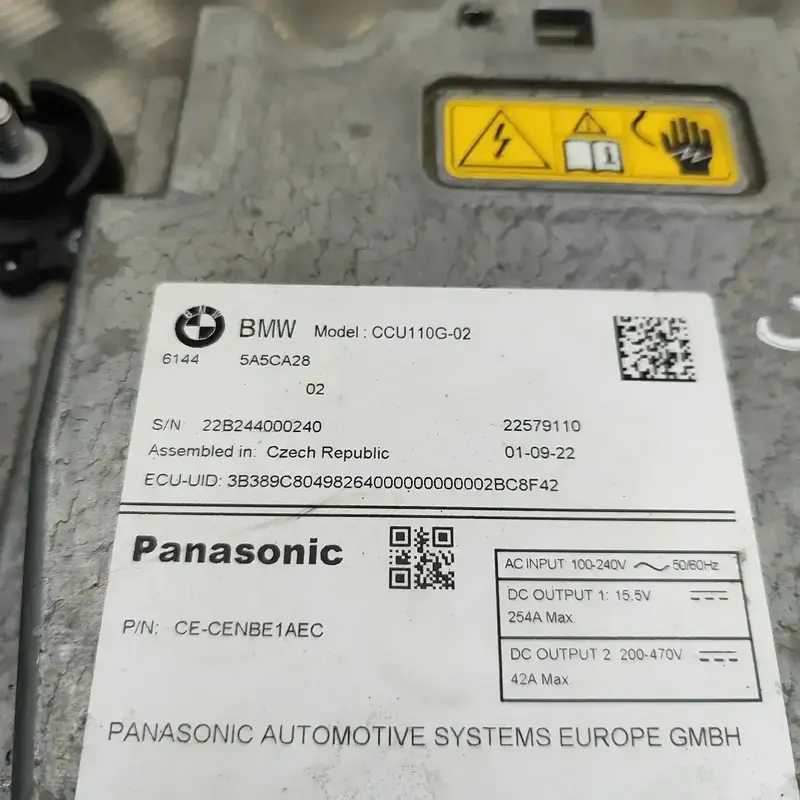 BMW Model : CCU110G-02
6144 5A5CA28
02
S/N 22B244000240 22579110
Assembled in: Czech Republic 01-09-22
ECU-UID: 3B389C80498264000000000002BC8F42
Panasonic
AC INPUT 100-240V 50/60Hz
DC OUTPUT 1: 15.5V
254A Max.
P/N: CE-CENBE1AEC
DC OUTPUT 2 200-470V
42A Max.
PANASONIC AUTOMOTIVE SYSTEMS EUROPE GMBH